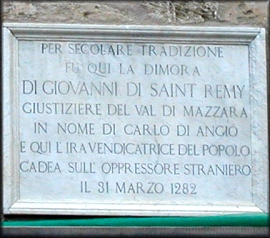 PER SECOLARE TRADIZIONE
FU QUI LA DIMORA
DI GIOVANNI DI SAINT REMY
GIUSTIZIERE DEL VAL DI MAZZARA
IN NOME DI CARLO DI ANGIO
E QUI L'IRA VENDICATRICE DEL POPOLO
CADEA SULL'OPPRESSORE STRANIERO
IL 31 MARZO 1282